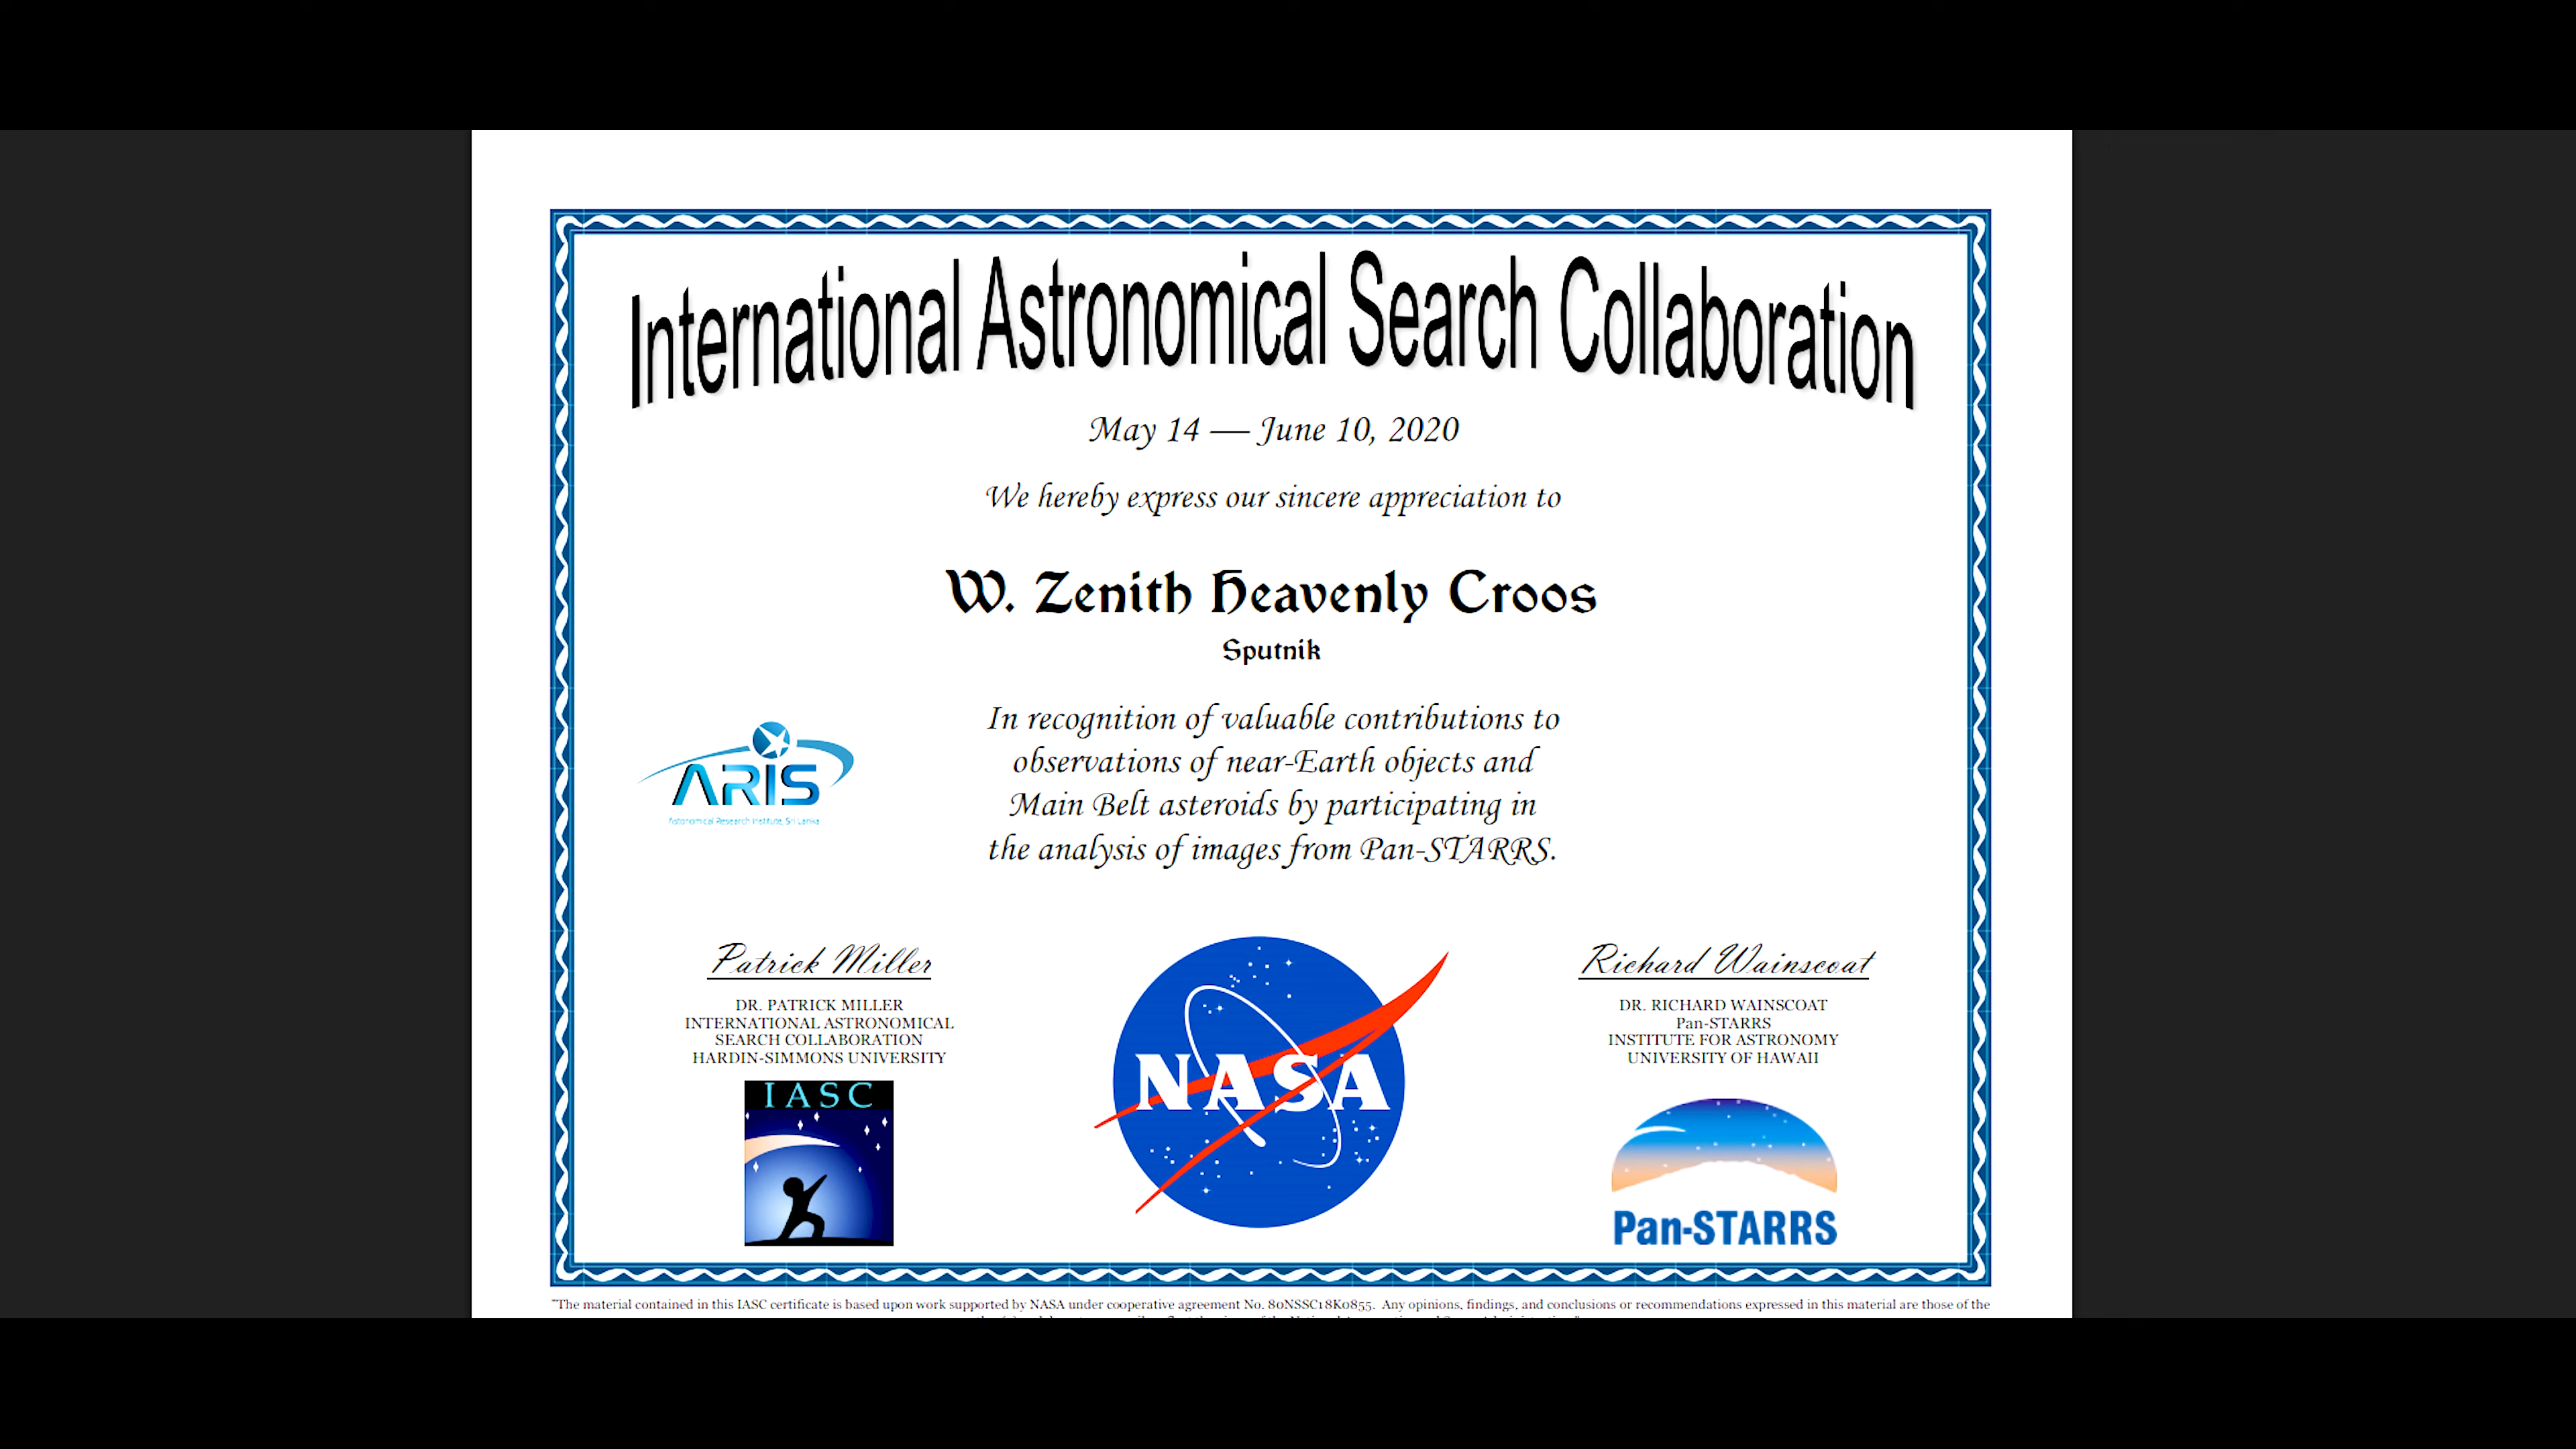 International Astronomical Search Collaboration
May 14 — June 10, 2020
We hereby express our sincere appreciation to
W. Zenith Heavenly Croos
Sputnik
In recognition of valuable contributions to
observations of near-Earth objects and
Main Belt asteroids by participating in
the analysis of images from Pan-STARRS.
ARIS
Astronomical Research Institute, Sri Lanka
Patrick Miller
DR. PATRICK MILLER
INTERNATIONAL ASTRONOMICAL
SEARCH COLLABORATION
HARDIN-SIMMONS UNIVERSITY
IASC
NASA
Richard Wainscoat
DR. RICHARD WAINSCOAT
Pan-STARRS
INSTITUTE FOR ASTRONOMY
UNIVERSITY OF HAWAII
Pan-STARRS
"The material contained in this IASC certificate is based upon work supported by NASA under cooperative agreement No. 80NSSC18K0855. Any opinions, findings, and conclusions or recommendations expressed in this material are those of the